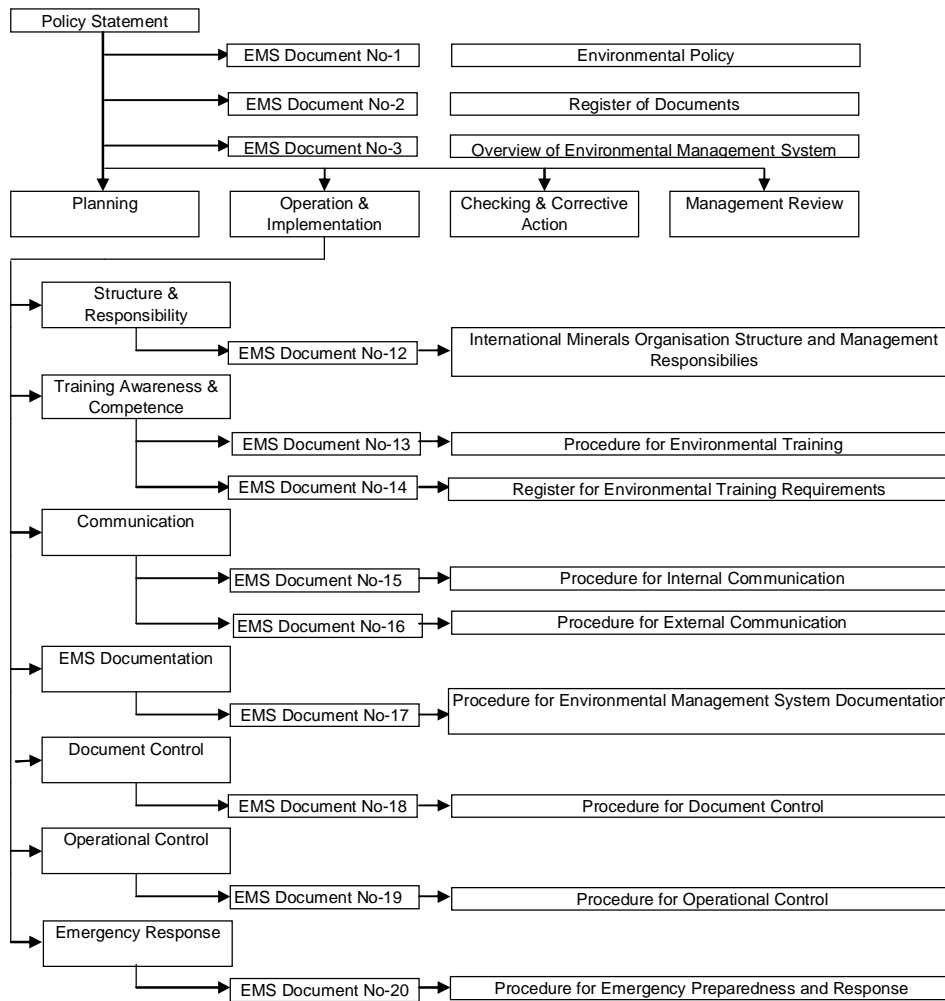 Policy Statement
EMS Document No-1
Environmental Policy
EMS Document No-2
Register of Documents
EMS Document No-3
Overview of Environmental Management System
Planning
Operation &
Implementation
Checking & Corrective
Action
Management Review
Structure &
Responsibility
EMS Document No-12
International Minerals Organisation Structure and Management
Responsibilies
Training Awareness &
Competence
EMS Document No-13
Procedure for Environmental Training
EMS Document No-14
Register for Environmental Training Requirements
Communication
EMS Document No-15
Procedure for Internal Communication
EMS Document No-16
Procedure for External Communication
EMS Documentation
EMS Document No-17
Procedure for Environmental Management System Documentation
Document Control
EMS Document No-18
Procedure for Document Control
Operational Control
EMS Document No-19
Procedure for Operational Control
Emergency Response
EMS Document No-20
Procedure for Emergency Preparedness and Response